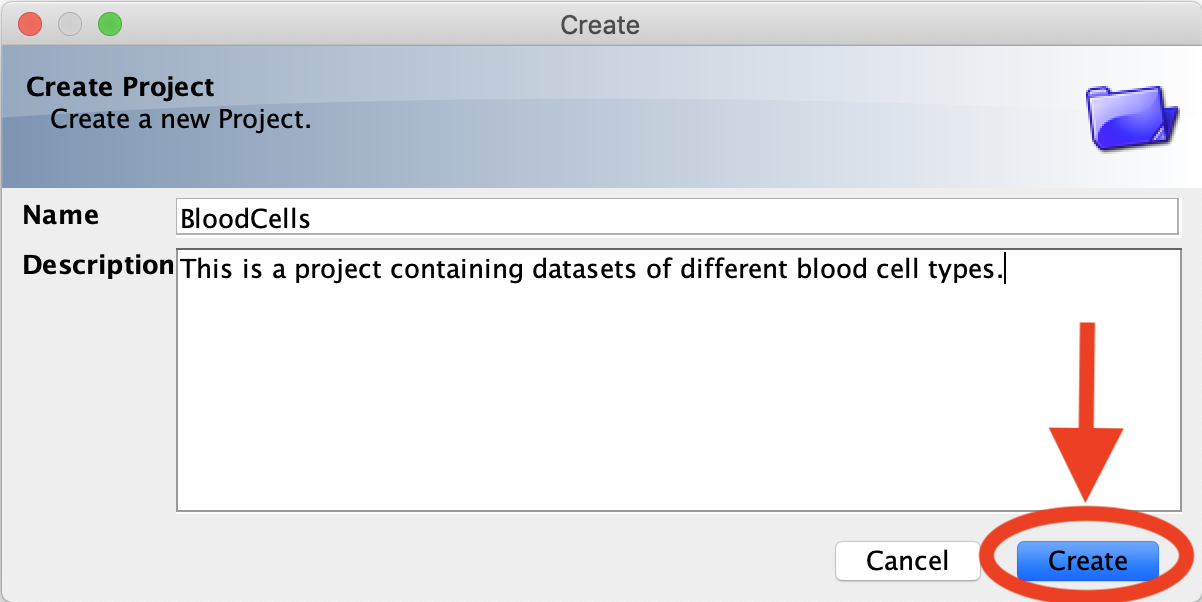 Create
Create Project
Create a new Project.
Name
BloodCells
Description
This is a project containing datasets of different blood cell types.
Cancel
Create